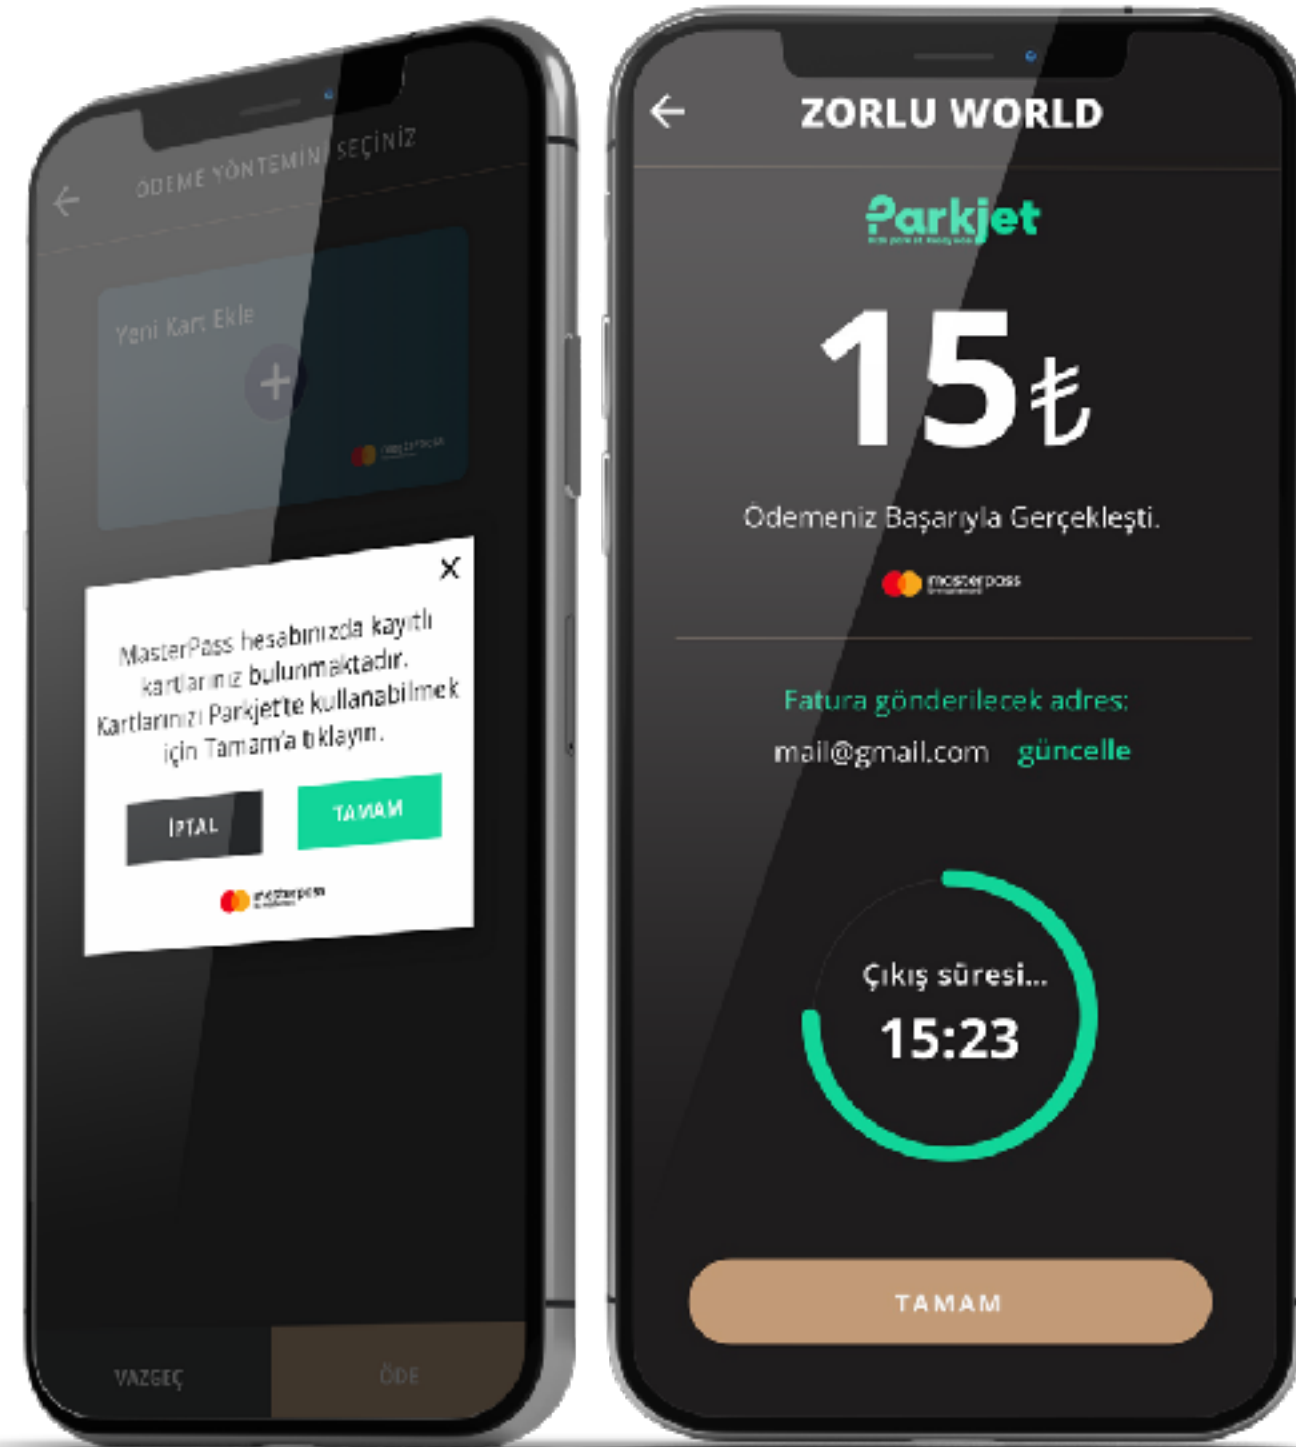 ÖDEME YÖNTEMİNİ SEÇİNİZ
Yeni Kart Ekle
masterpass
MasterPass hesabınızda kayıtlı
kartlarınız bulunmaktadır.
Kartlarınızı Parkjet'te kullanabilmek
için Tamam'a tıklayın.
İPTAL
TAMAM
masterpass
VAZGEÇ
ÖDE
ZORLU WORLD
Parkjet
15₺
Ödemeniz Başarıyla Gerçekleşti.
masterpass
Fatura gönderilecek adres:
mail@gmail.com güncelle
Çıkış süresi...
15:23
TAMAM